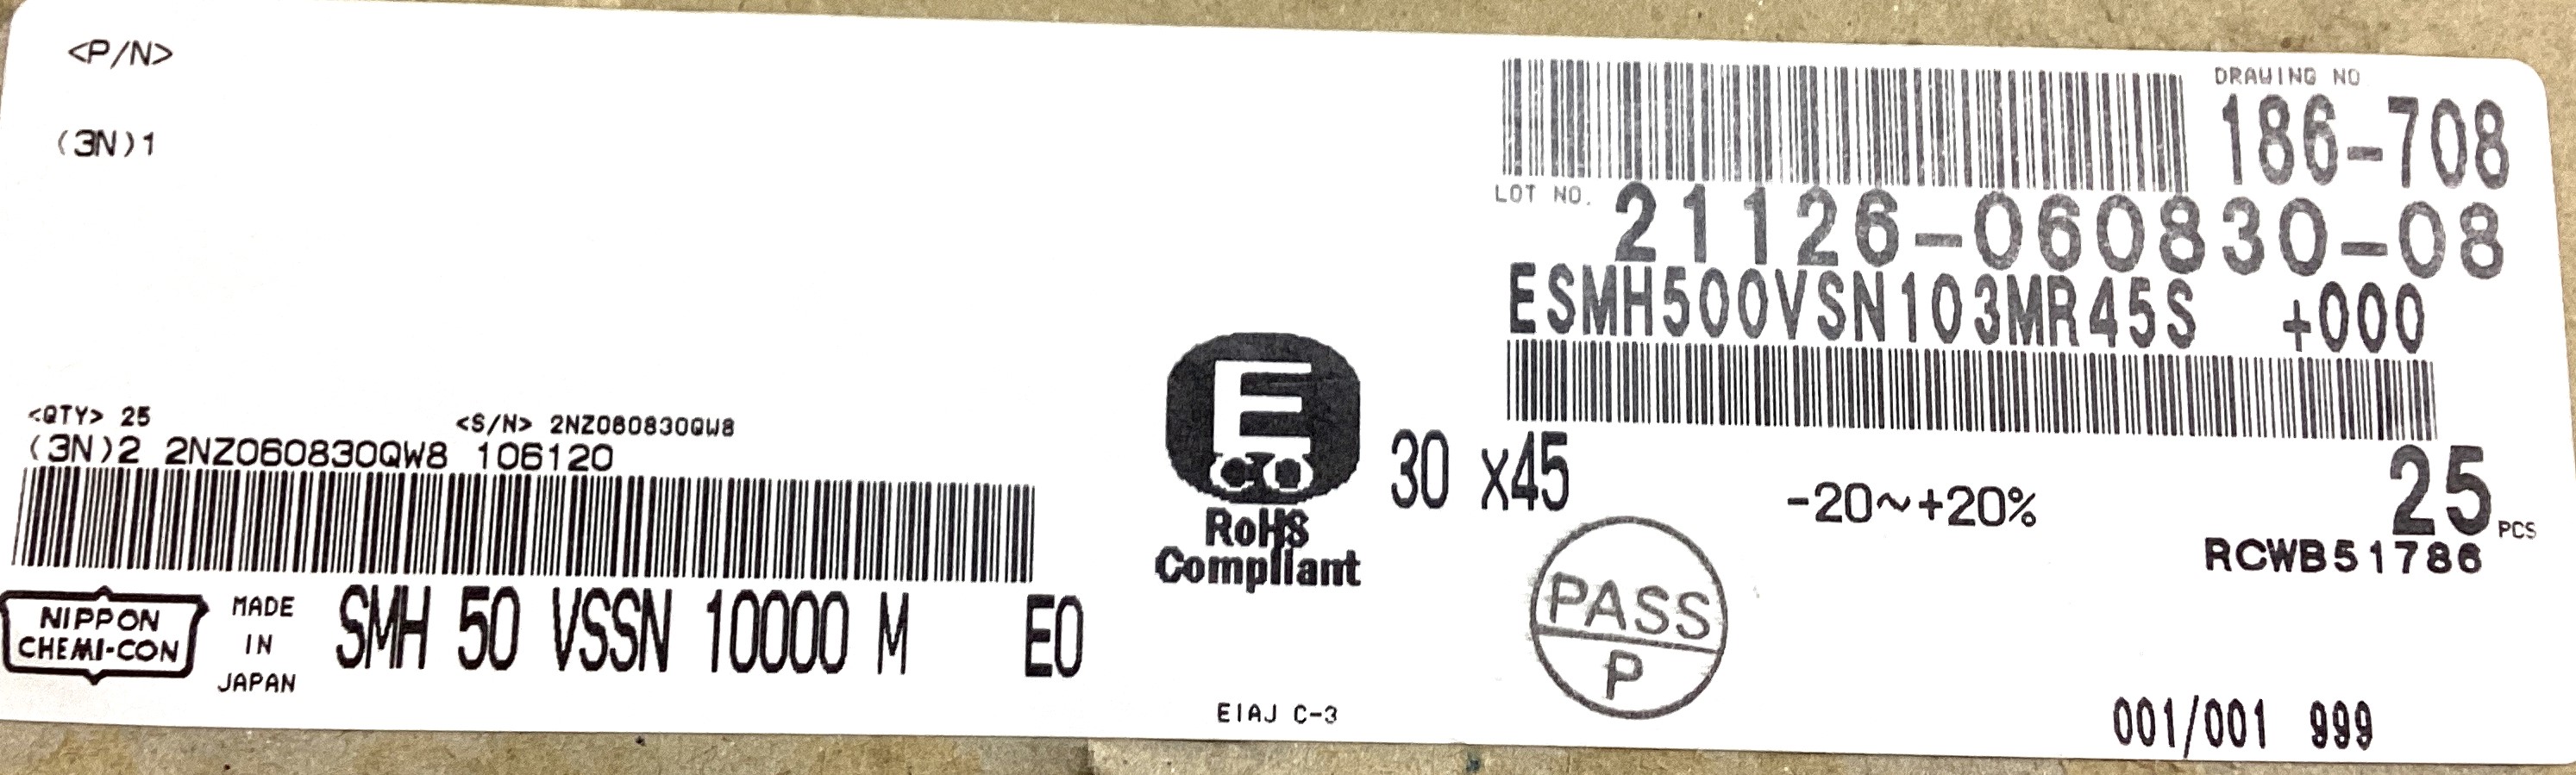 <P/N>
(3N)1
<QTY> 25 <S/N> 2NZ060830QW8
(3N)2 2NZ060830QW8 106120
NIPPON
CHEMI-CON
MADE
IN
JAPAN
SMH 50 VSSN 10000 M E0
E
RoHS
Compliant
EIAJ C-3
DRAWING NO
186-708
LOT NO. 21126-060830-08
ESMH500VSN103MR45S +000
30 x45
-20~+20%
25 PCS
RCWB51786
PASS
P
001/001 999